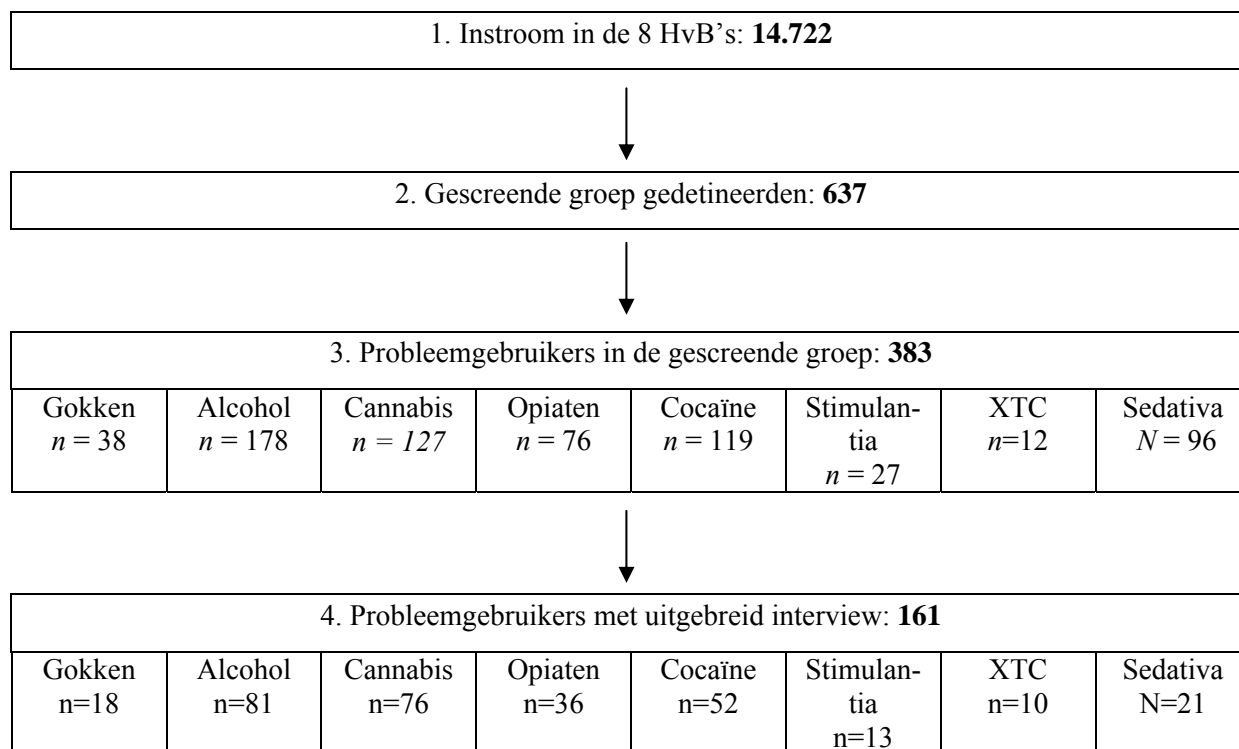 1. Instroom in de 8 HvB’s: 14.722
2. Gescreende groep gedetineerden: 637
3. Probleemgebruikers in de gescreende groep: 383
Gokken
n = 38
Alcohol
n = 178
Cannabis
n = 127
Opiaten
n = 76
Cocaïne
n = 119
Stimulan-
tia
n = 27
XTC
n=12
Sedativa
N = 96
4. Probleemgebruikers met uitgebreid interview: 161
Gokken
n=18
Alcohol
n=81
Cannabis
n=76
Opiaten
n=36
Cocaïne
n=52
Stimulan-
tia
n=13
XTC
n=10
Sedativa
N=21